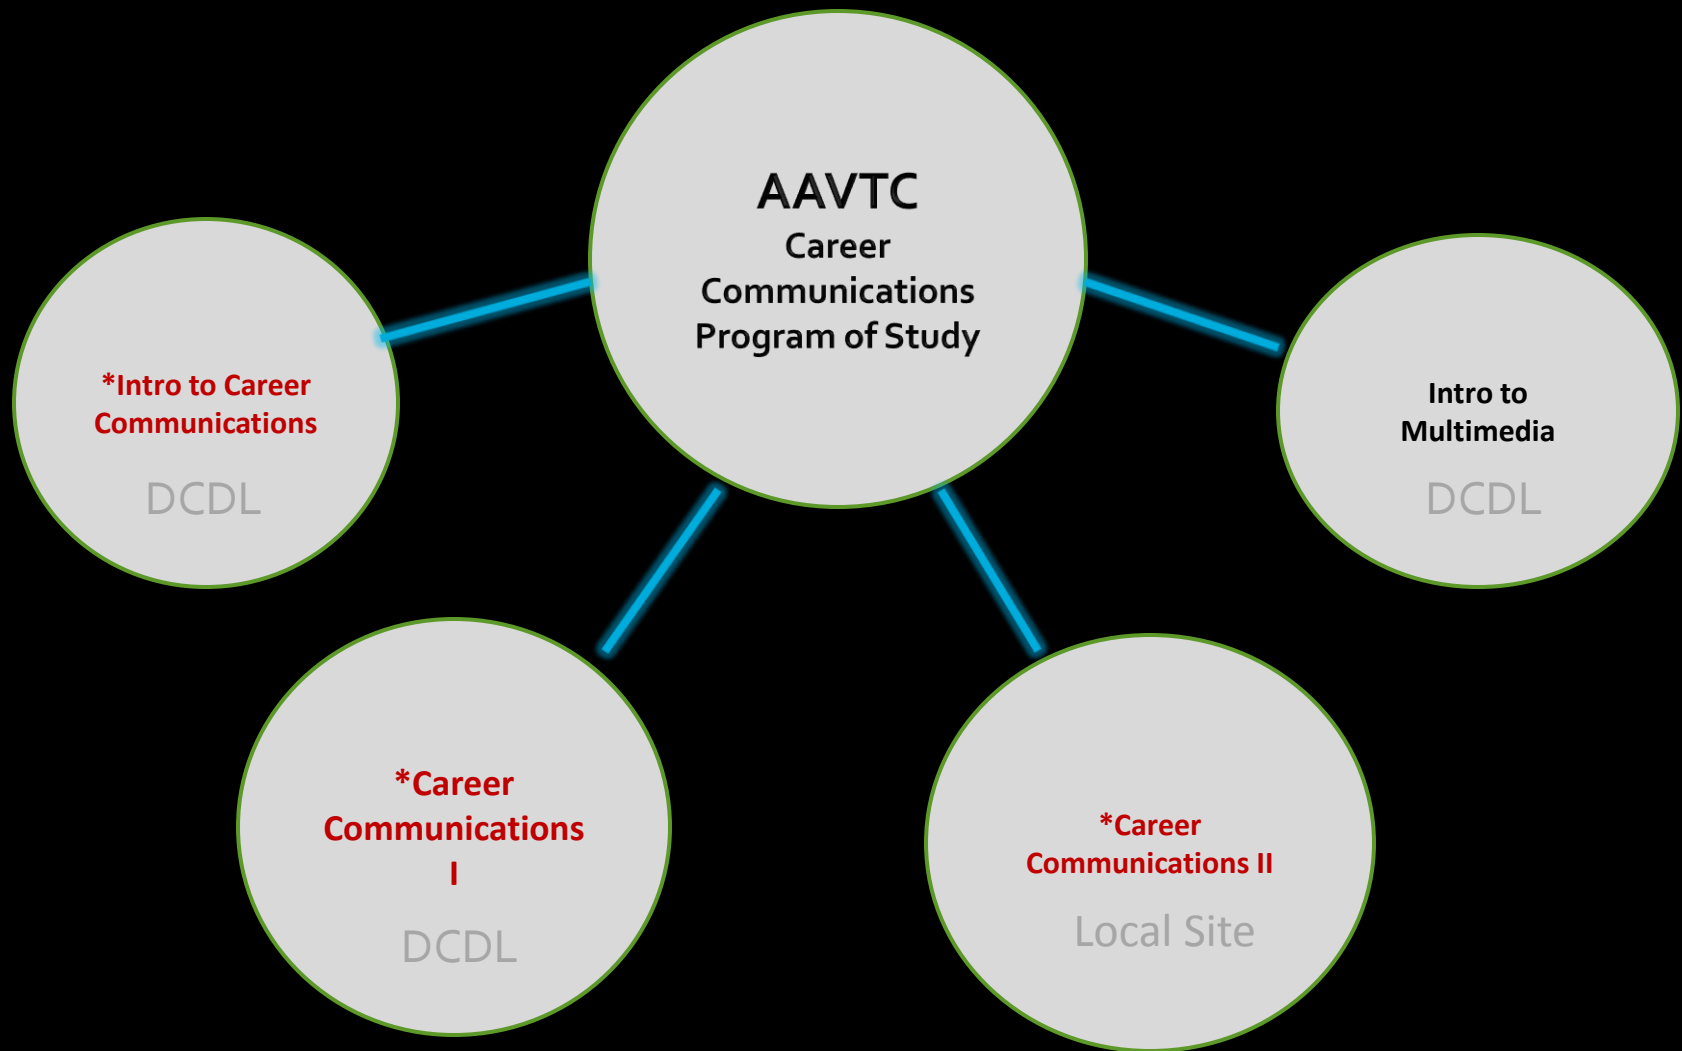 AAVTC
Career
Communications
Program of Study
*Intro to Career
Communications
DCDL
Intro to
Multimedia
DCDL
*Career
Communications
I
DCDL
*Career
Communications II
Local Site